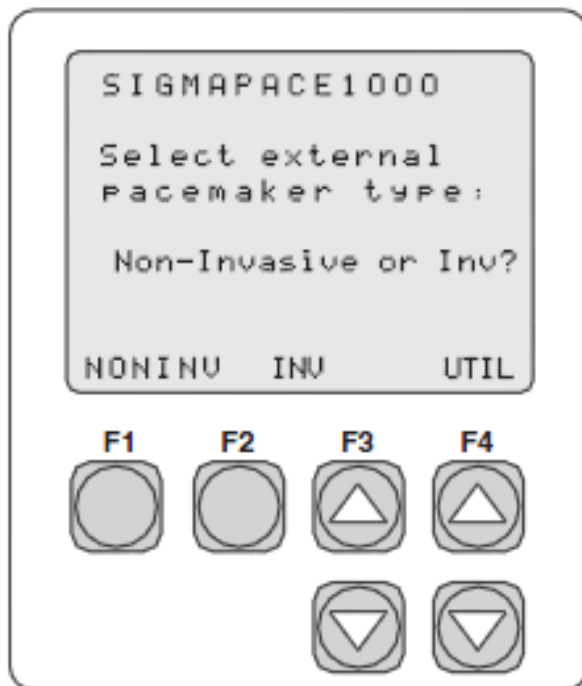 SIGMAPACE1000
Select external
pacemaker type:
Non-Invasive or Inv?
NONINV INV UTIL
F1 F2 F3 F4